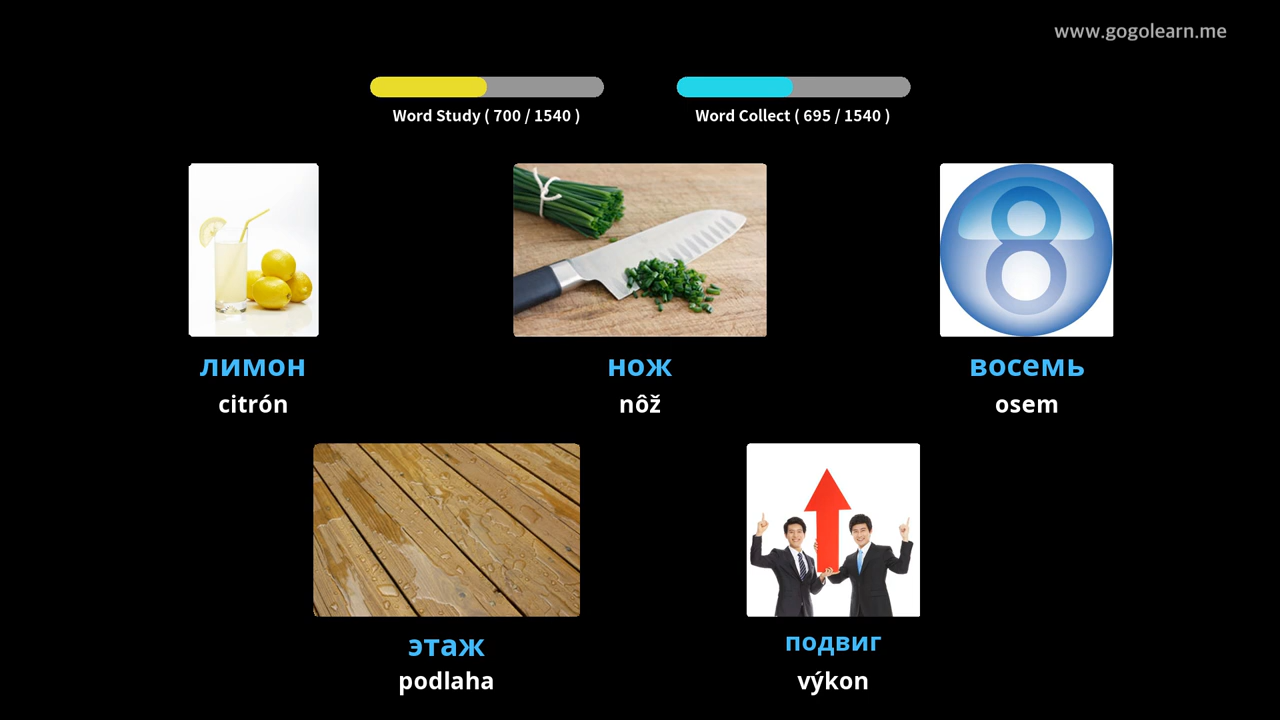 www.gogolearn.me
Word Study ( 700 / 1540 )
Word Collect ( 695 / 1540 )
8
лимон
citrón
нож
nôž
восемь
osem
этаж
podlaha
подвиг
výkon